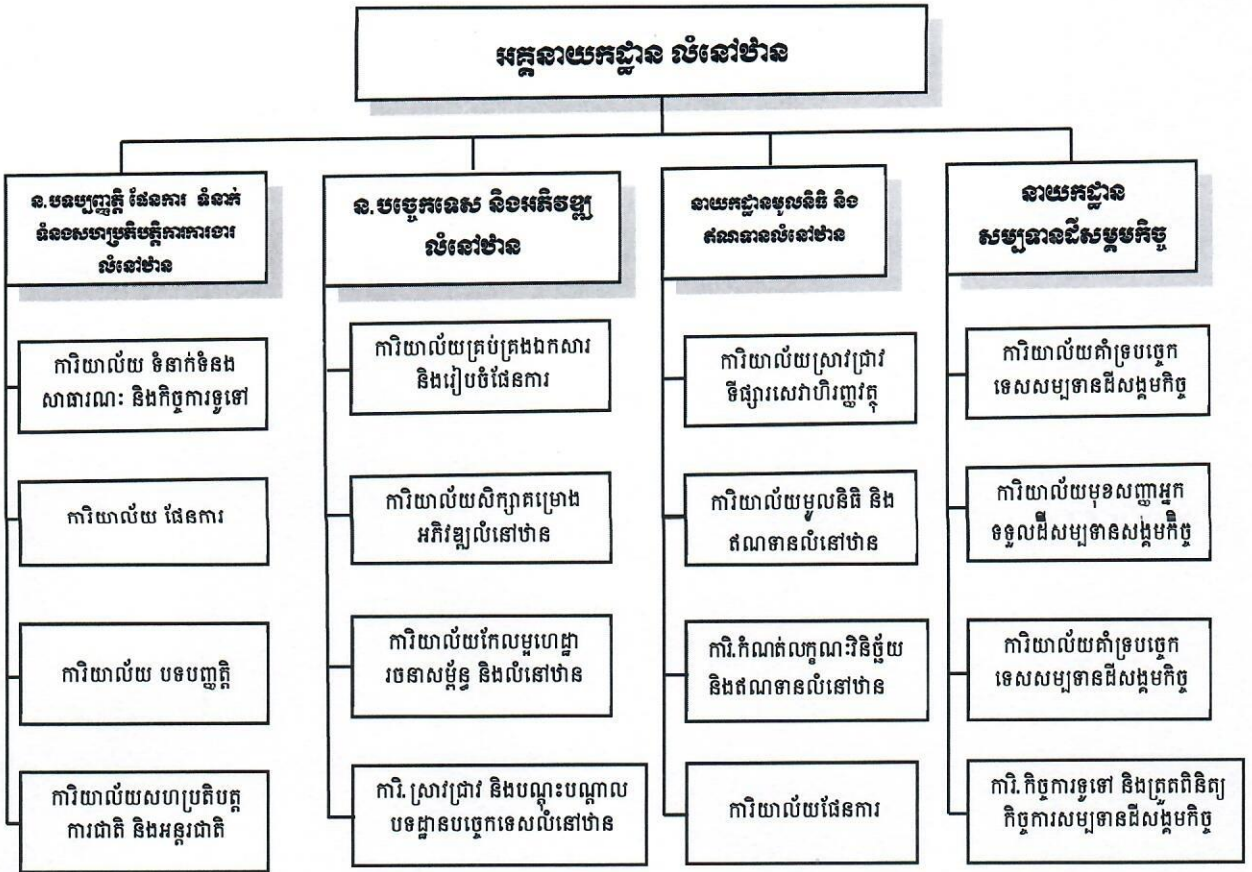 អគ្គនាយកដ្ឋាន លំនៅឋាន
ន.បទប្បញ្ញត្តិ ផែនការ ទំនាក់
ទំនងសហប្រតិបត្តិការការងារ
លំនៅឋាន
ការិយាល័យ ទំនាក់ទំនង
សាធារណៈ និងកិច្ចការទូទៅ
ការិយាល័យ ផែនការ
ការិយាល័យ បទបញ្ញត្តិ
ការិយាល័យសហប្រតិបត្ត
ការជាតិ និងអន្តរជាតិ
ន.បច្ចេកទេស និងអភិវឌ្ឍ
លំនៅឋាន
ការិយាល័យគ្រប់គ្រងឯកសារ
និងរៀបចំផែនការ
ការិយាល័យសិក្សាគម្រោង
អភិវឌ្ឍលំនៅឋាន
ការិយាល័យកែលម្អហេដ្ឋា
រចនាសម្ព័ន្ធ និងលំនៅឋាន
ការិ.ស្រាវជ្រាវ និងបណ្តុះបណ្តាល
បទដ្ឋានបច្ចេកទេសលំនៅឋាន
នាយកដ្ឋានមូលនិធិ និង
ឥណទានលំនៅឋាន
ការិយាល័យស្រាវជ្រាវ
ទីផ្សារសេវាហិរញ្ញវត្ថុ
ការិយាល័យមូលនិធិ និង
ឥណទានលំនៅឋាន
ការិ.កំណត់លក្ខណៈវិនិច្ឆ័យ
និងឥណទានលំនៅឋាន
ការិយាល័យផែនការ
នាយកដ្ឋាន
សម្បទានដីសង្គមកិច្ច
ការិយាល័យគាំទ្របច្ចេក
ទេសសម្បទានដីសង្គមកិច្ច
ការិយាល័យមុខសញ្ញាអ្នក
ទទួលដីសម្បទានសង្គមកិច្ច
ការិយាល័យគាំទ្របច្ចេក
ទេសសម្បទានដីសង្គមកិច្ច
ការិ.កិច្ចការទូទៅ និងត្រួតពិនិត្យ
កិច្ចការសម្បទានដីសង្គមកិច្ច